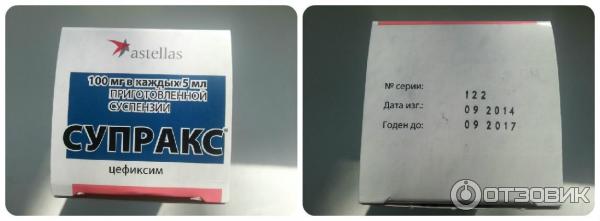 astellas
100 мг в каждых 5 мл
ПРИГОТОВЛЕННОЙ
СУСПЕНЗИИ
СУПРАКС®
цефиксим
№ серии: 122
Дата изг.: 09 2014
Годен до: 09 2017
ОТЗОВИК